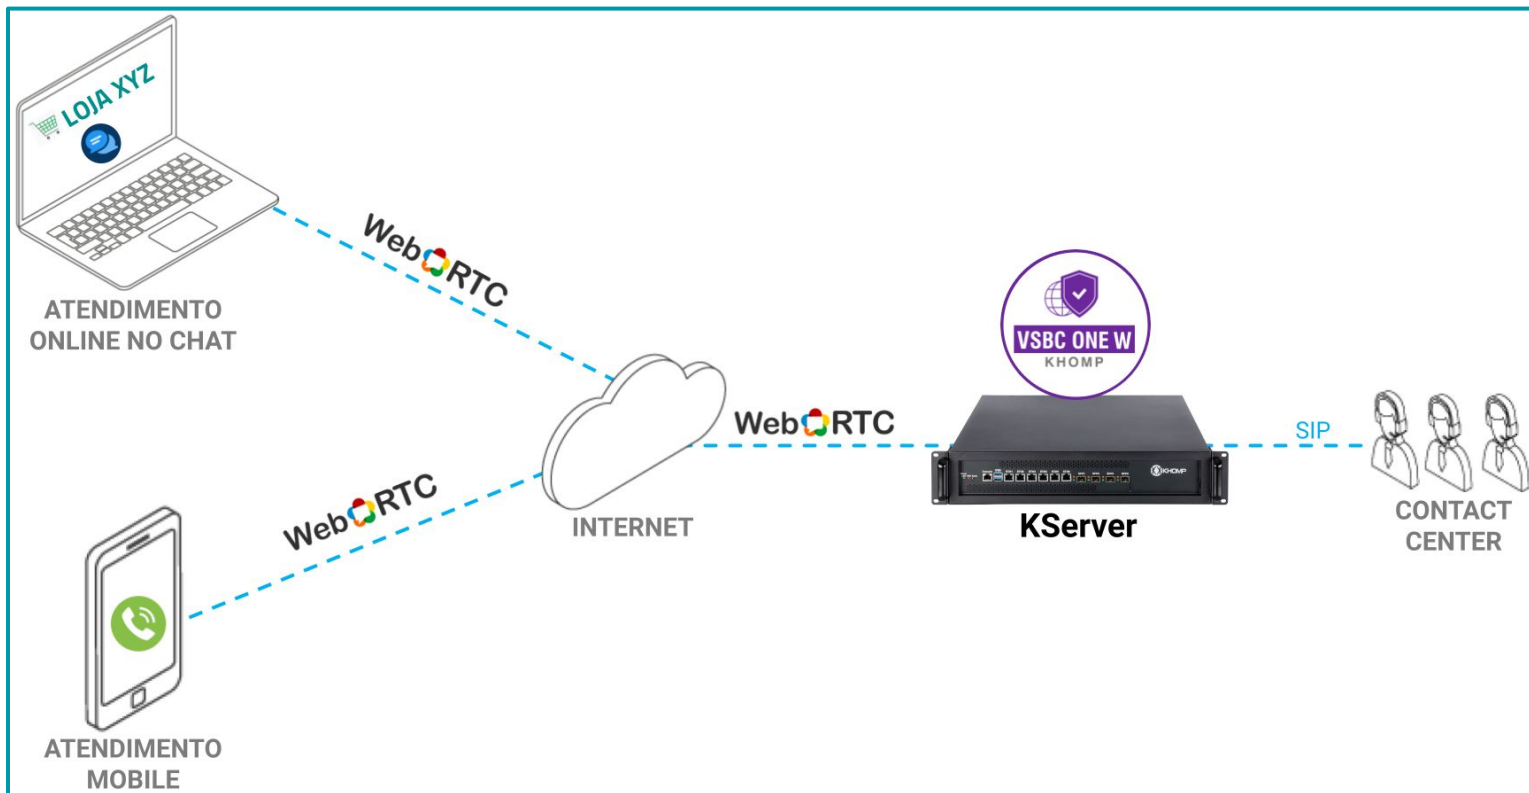 LOJA XYZ
ATENDIMENTO
ONLINE NO CHAT
WebRTC
WebRTC
ATENDIMENTO
MOBILE
INTERNET
WebRTC
VSBC ONE W
KHOMP
KHOMP
KServer
SIP
CONTACT
CENTER